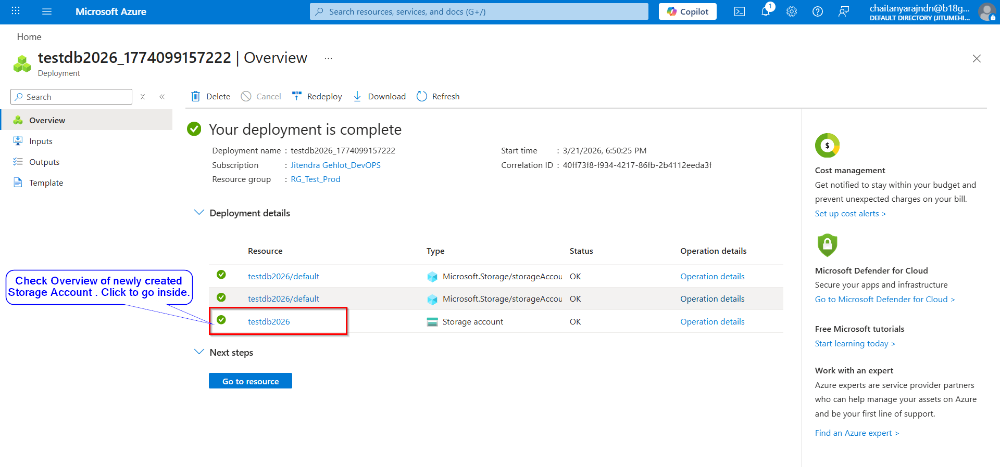 Microsoft Azure
Search resources, services, and docs (G+/)
Copilot
1
chaitanyarajndn@b18g...
DEFAULT DIRECTORY (JITUMEHI...
Home
testdb2026_1774099157222 | Overview ...
Deployment
Search
Delete
Cancel
Redeploy
Download
Refresh
Overview
Inputs
Outputs
Template
Your deployment is complete
Deployment name : testdb2026_1774099157222
Subscription : Jitendra Gehlot_DevOPS
Resource group : RG_Test_Prod
Start time : 3/21/2026, 6:50:25 PM
Correlation ID : 40ff73f8-f934-4217-86fb-2b4112eeda3f
Deployment details
Resource Type Status Operation details
testdb2026/default Microsoft.Storage/storageAccou OK Operation details
testdb2026/default Microsoft.Storage/storageAccou OK Operation details
testdb2026 Storage account OK Operation details
Check Overview of newly created
Storage Account . Click to go inside.
Next steps
Go to resource
$
Cost management
Get notified to stay within your budget and
prevent unexpected charges on your bill.
Set up cost alerts >
Microsoft Defender for Cloud
Secure your apps and infrastructure
Go to Microsoft Defender for Cloud >
Free Microsoft tutorials
Start learning today >
Work with an expert
Azure experts are service provider partners
who can help manage your assets on Azure
and be your first line of support.
Find an Azure expert >